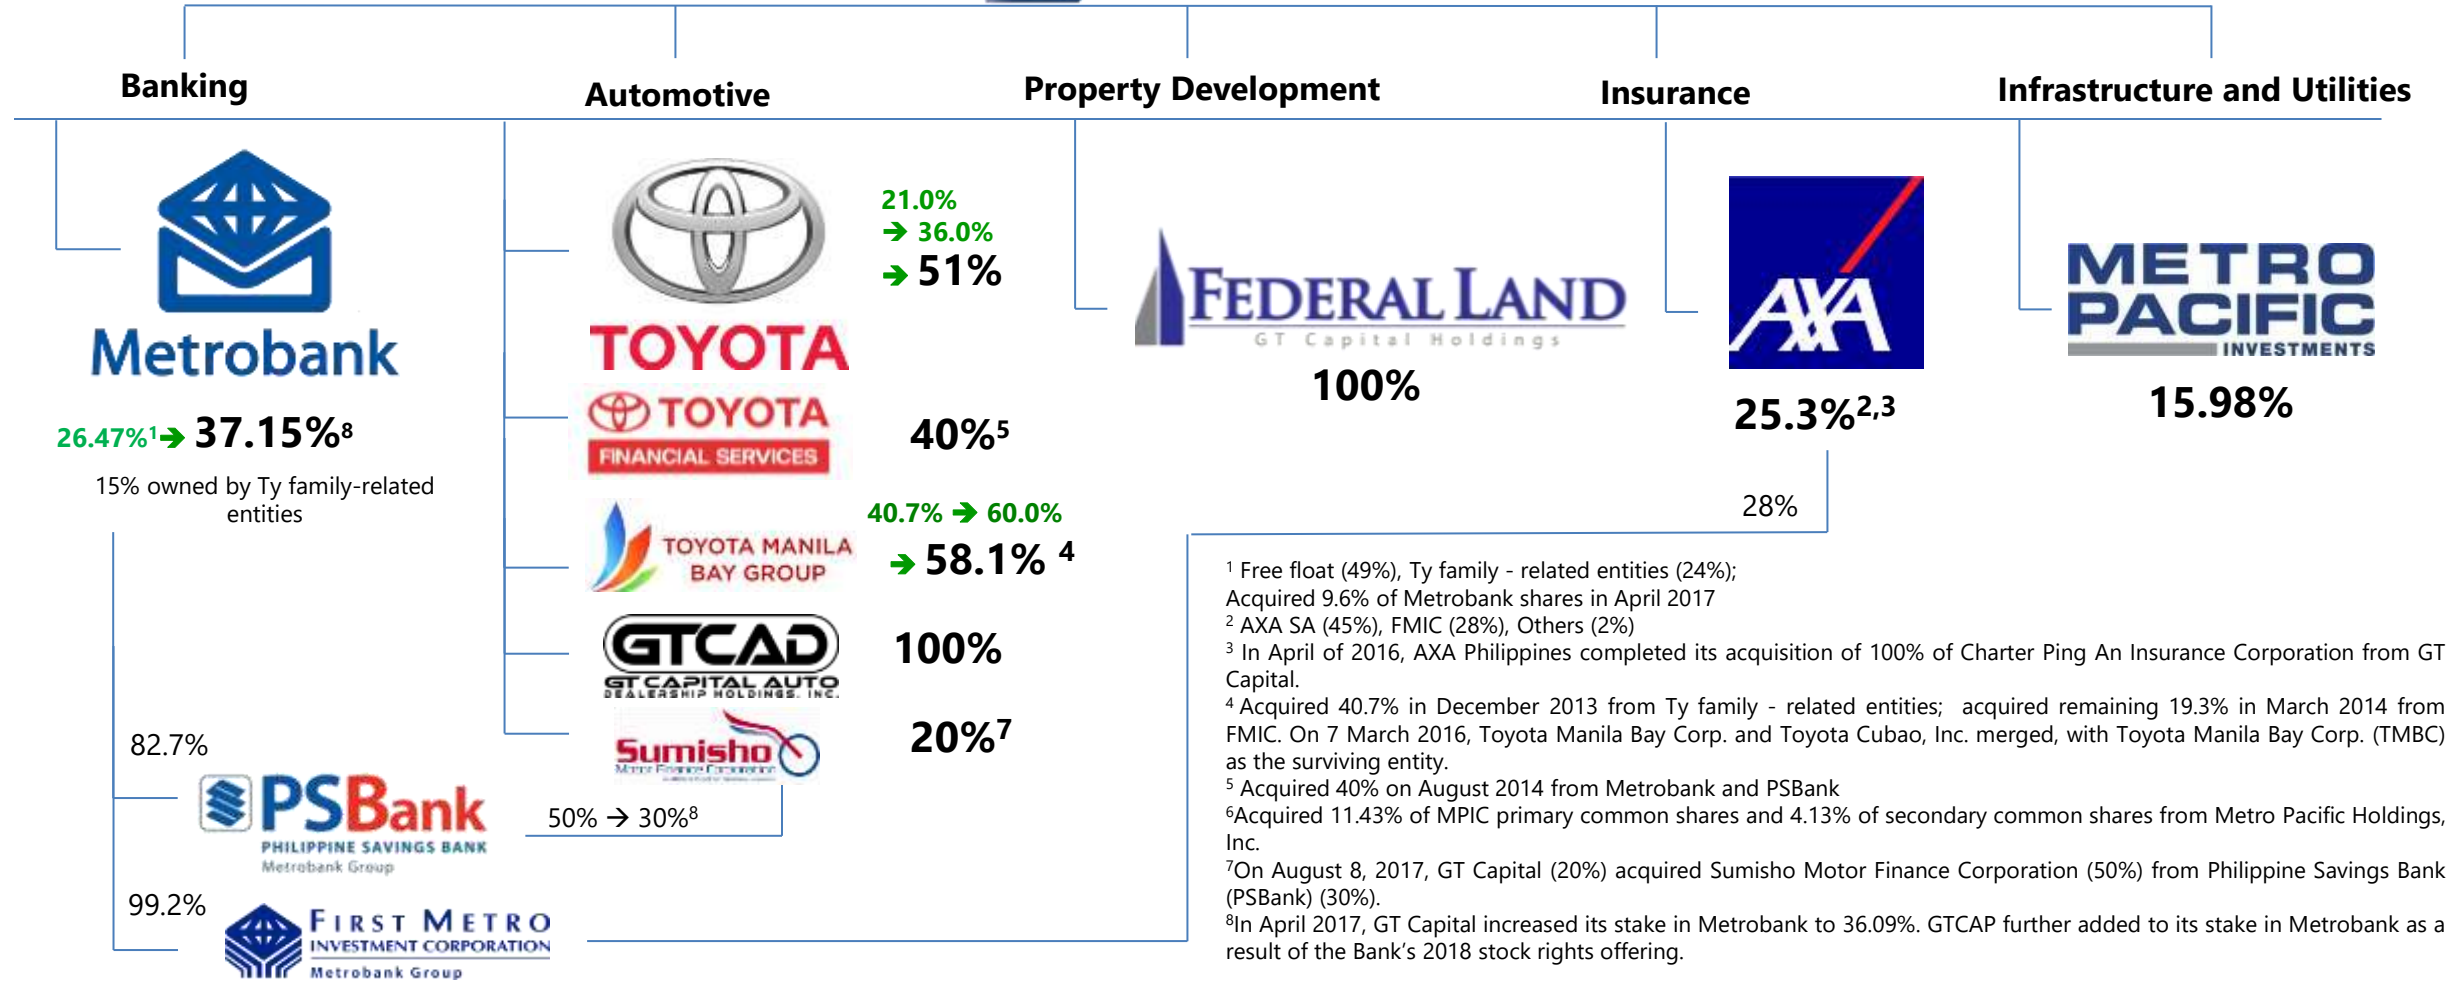 Banking
Automotive
Property Development
Insurance
Infrastructure and Utilities
Metrobank
26.47%¹➔ 37.15%⁸
15% owned by Ty family-related
entities
21.0%
➔ 36.0%
➔ 51%
TOYOTA
TOYOTA
FINANCIAL SERVICES
40%⁵
TOYOTA MANILA
BAY GROUP
40.7% ➔ 60.0%
➔ 58.1% ⁴
GTCAD
GT CAPITAL AUTO
DEALERSHIP HOLDINGS, INC.
100%
Sumisho
Motor Finance Corporation
20%⁷
FEDERAL LAND
GT Capital Holdings
100%
AXA
25.3%²,³
28%
METRO
PACIFIC
INVESTMENTS
15.98%
82.7%
PSBank
PHILIPPINE SAVINGS BANK
Metrobank Group
50% → 30%⁸
99.2%
FIRST METRO
INVESTMENT CORPORATION
Metrobank Group
¹ Free float (49%), Ty family - related entities (24%);
Acquired 9.6% of Metrobank shares in April 2017
² AXA SA (45%), FMIC (28%), Others (2%)
³ In April of 2016, AXA Philippines completed its acquisition of 100% of Charter Ping An Insurance Corporation from GT
Capital.
⁴ Acquired 40.7% in December 2013 from Ty family - related entities; acquired remaining 19.3% in March 2014 from
FMIC. On 7 March 2016, Toyota Manila Bay Corp. and Toyota Cubao, Inc. merged, with Toyota Manila Bay Corp. (TMBC)
as the surviving entity.
⁵ Acquired 40% on August 2014 from Metrobank and PSBank
⁶Acquired 11.43% of MPIC primary common shares and 4.13% of secondary common shares from Metro Pacific Holdings,
Inc.
⁷On August 8, 2017, GT Capital (20%) acquired Sumisho Motor Finance Corporation (50%) from Philippine Savings Bank
(PSBank) (30%).
⁸In April 2017, GT Capital increased its stake in Metrobank to 36.09%. GTCAP further added to its stake in Metrobank as a
result of the Bank’s 2018 stock rights offering.